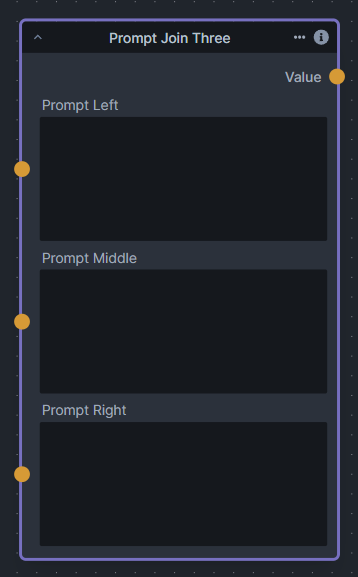 Prompt Join Three
Value
Prompt Left
Prompt Middle
Prompt Right